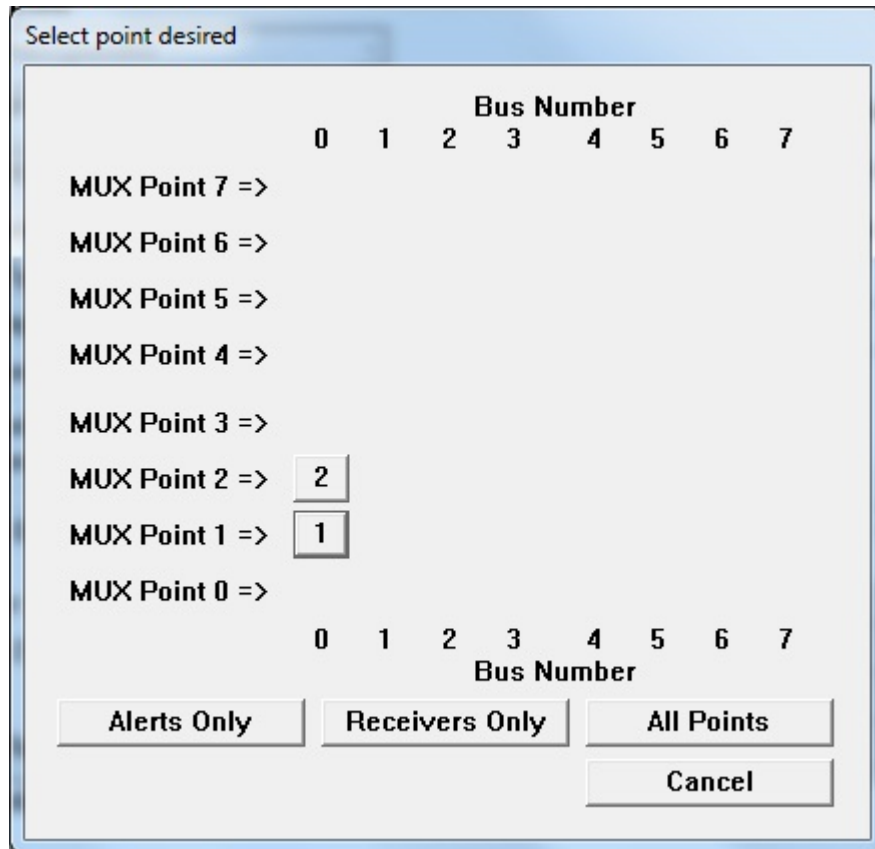 Select point desired
Bus Number
0 1 2 3 4 5 6 7
MUX Point 7 =>
MUX Point 6 =>
MUX Point 5 =>
MUX Point 4 =>
MUX Point 3 =>
MUX Point 2 => 2
MUX Point 1 => 1
MUX Point 0 =>
0 1 2 3 4 5 6 7
Bus Number
Alerts Only Receivers Only All Points
Cancel